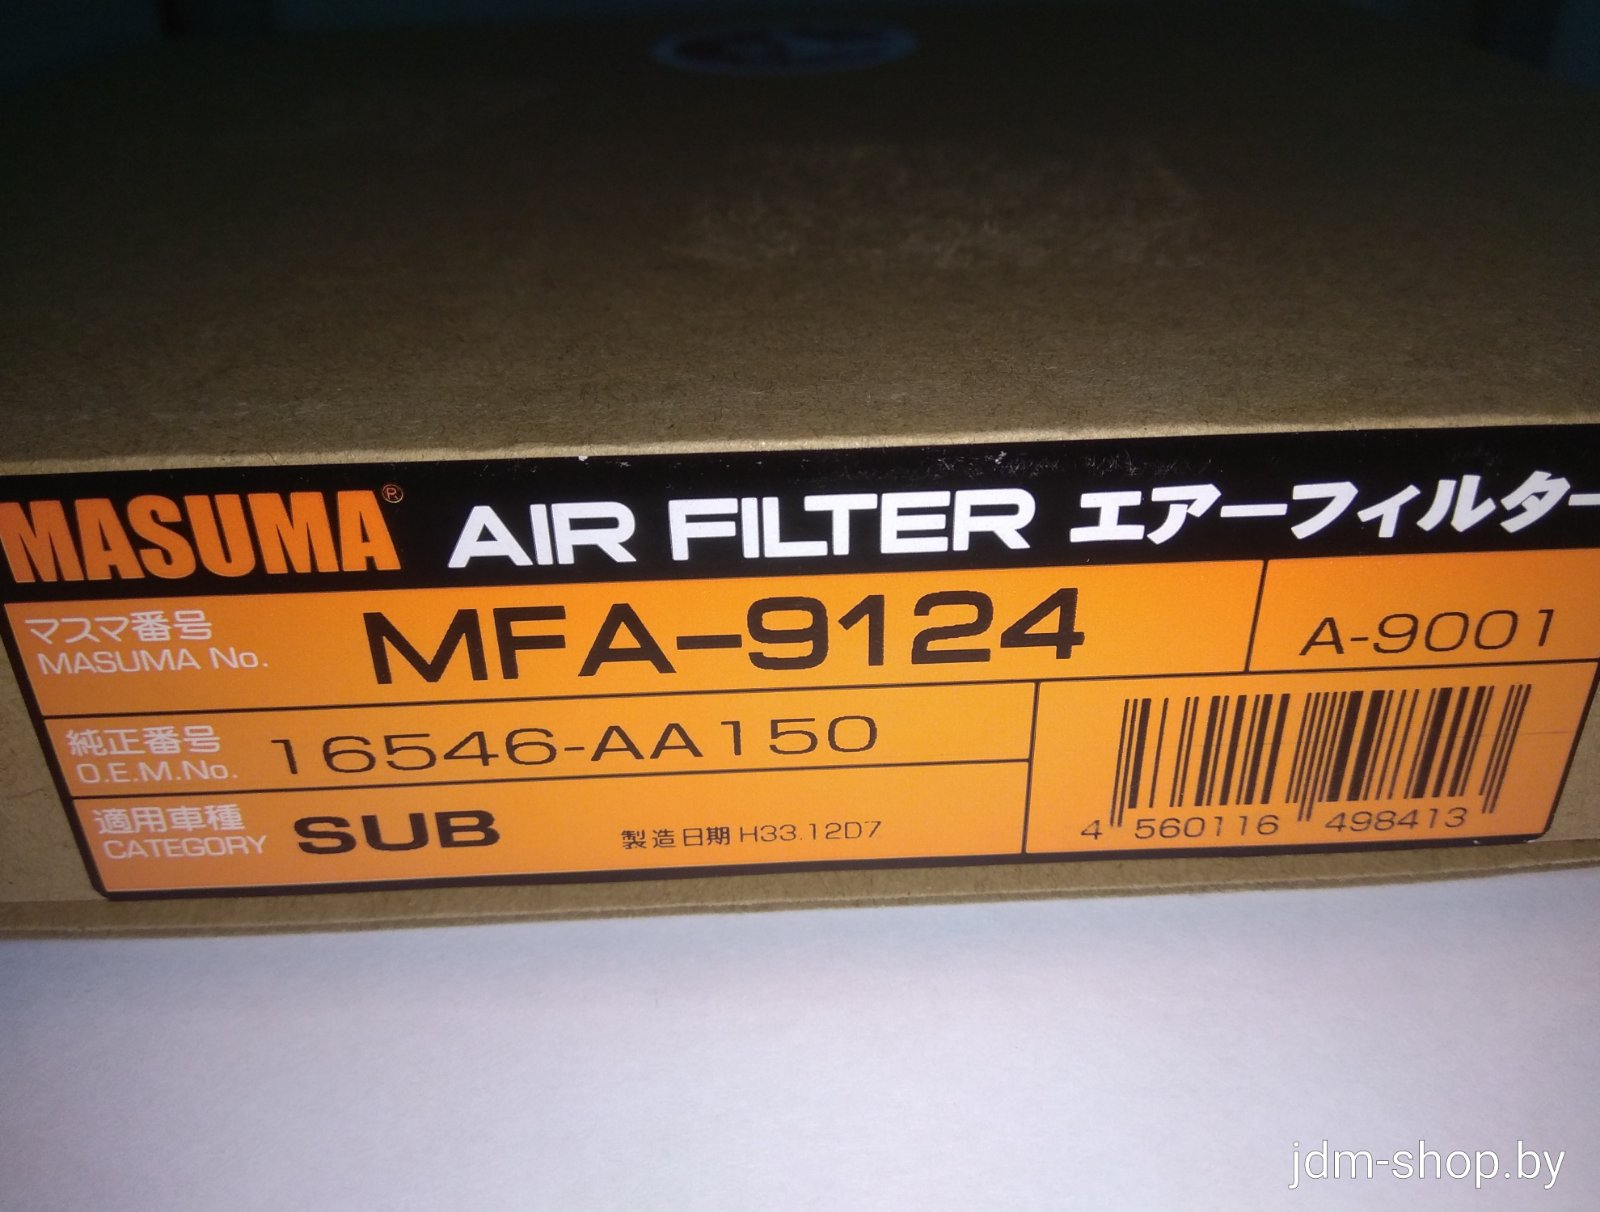 MASUMA® AIR FILTER エアーフィルター
マスマ番号
MASUMA No. MFA-9124 A-9001
純正番号
O.E.M.No. 16546-AA150
適用車種
CATEGORY SUB 製造日期 H33.12D7
4 560116 498413
jdm-shop.by